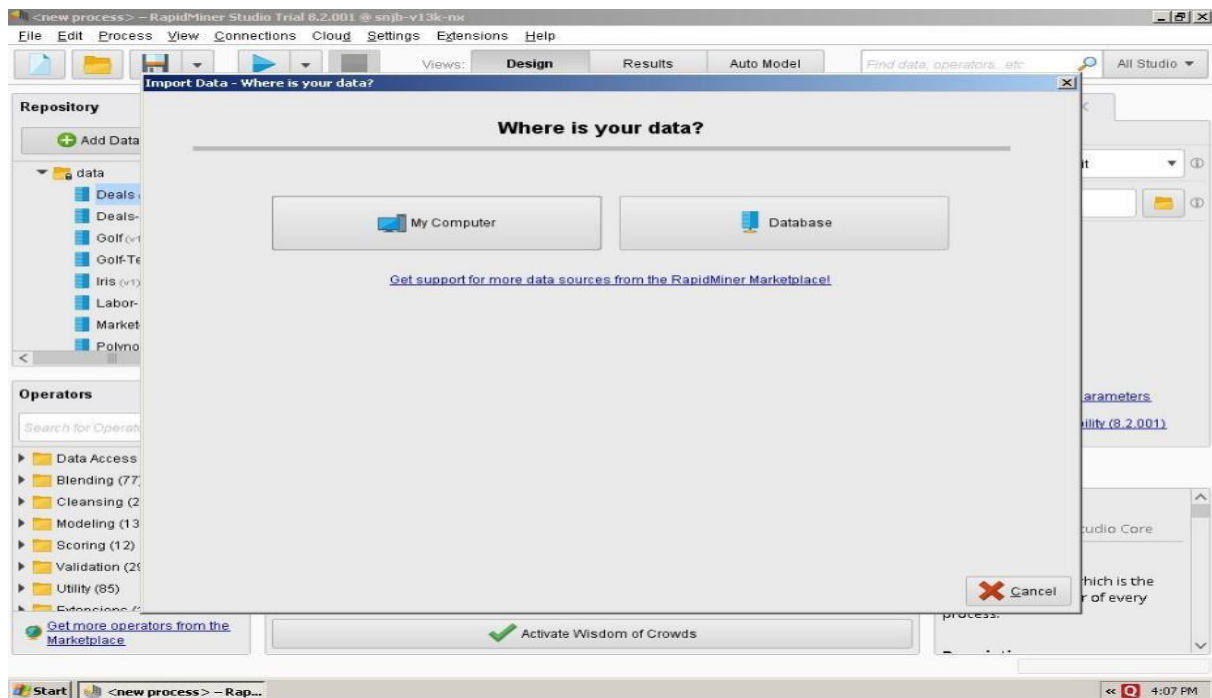 <new process> – RapidMiner Studio Trial 8.2.001 @ snjb-v13k-nx
File Edit Process View Connections Cloud Settings Extensions Help
Views: Design Results Auto Model Find data, operators...etc All Studio
Import Data - Where is your data?
Repository
Add Data
Where is your data?
data
Deals
Deals-
Golf (v1
Golf-Te
Iris (v1)
Labor-
Market
Polyno
My Computer
Database
Get support for more data sources from the RapidMiner Marketplace!
Operators
Search for Operat
Data Access
Blending (77)
Cleansing (2
Modeling (13
Scoring (12)
Validation (29
Utility (85)
Extensions (
Get more operators from the
Marketplace
Activate Wisdom of Crowds
Cancel
it
arameters
ility (8.2.001)
tudio Core
hich is the
r of every
process.
Start <new process> – Rap...
4:07 PM